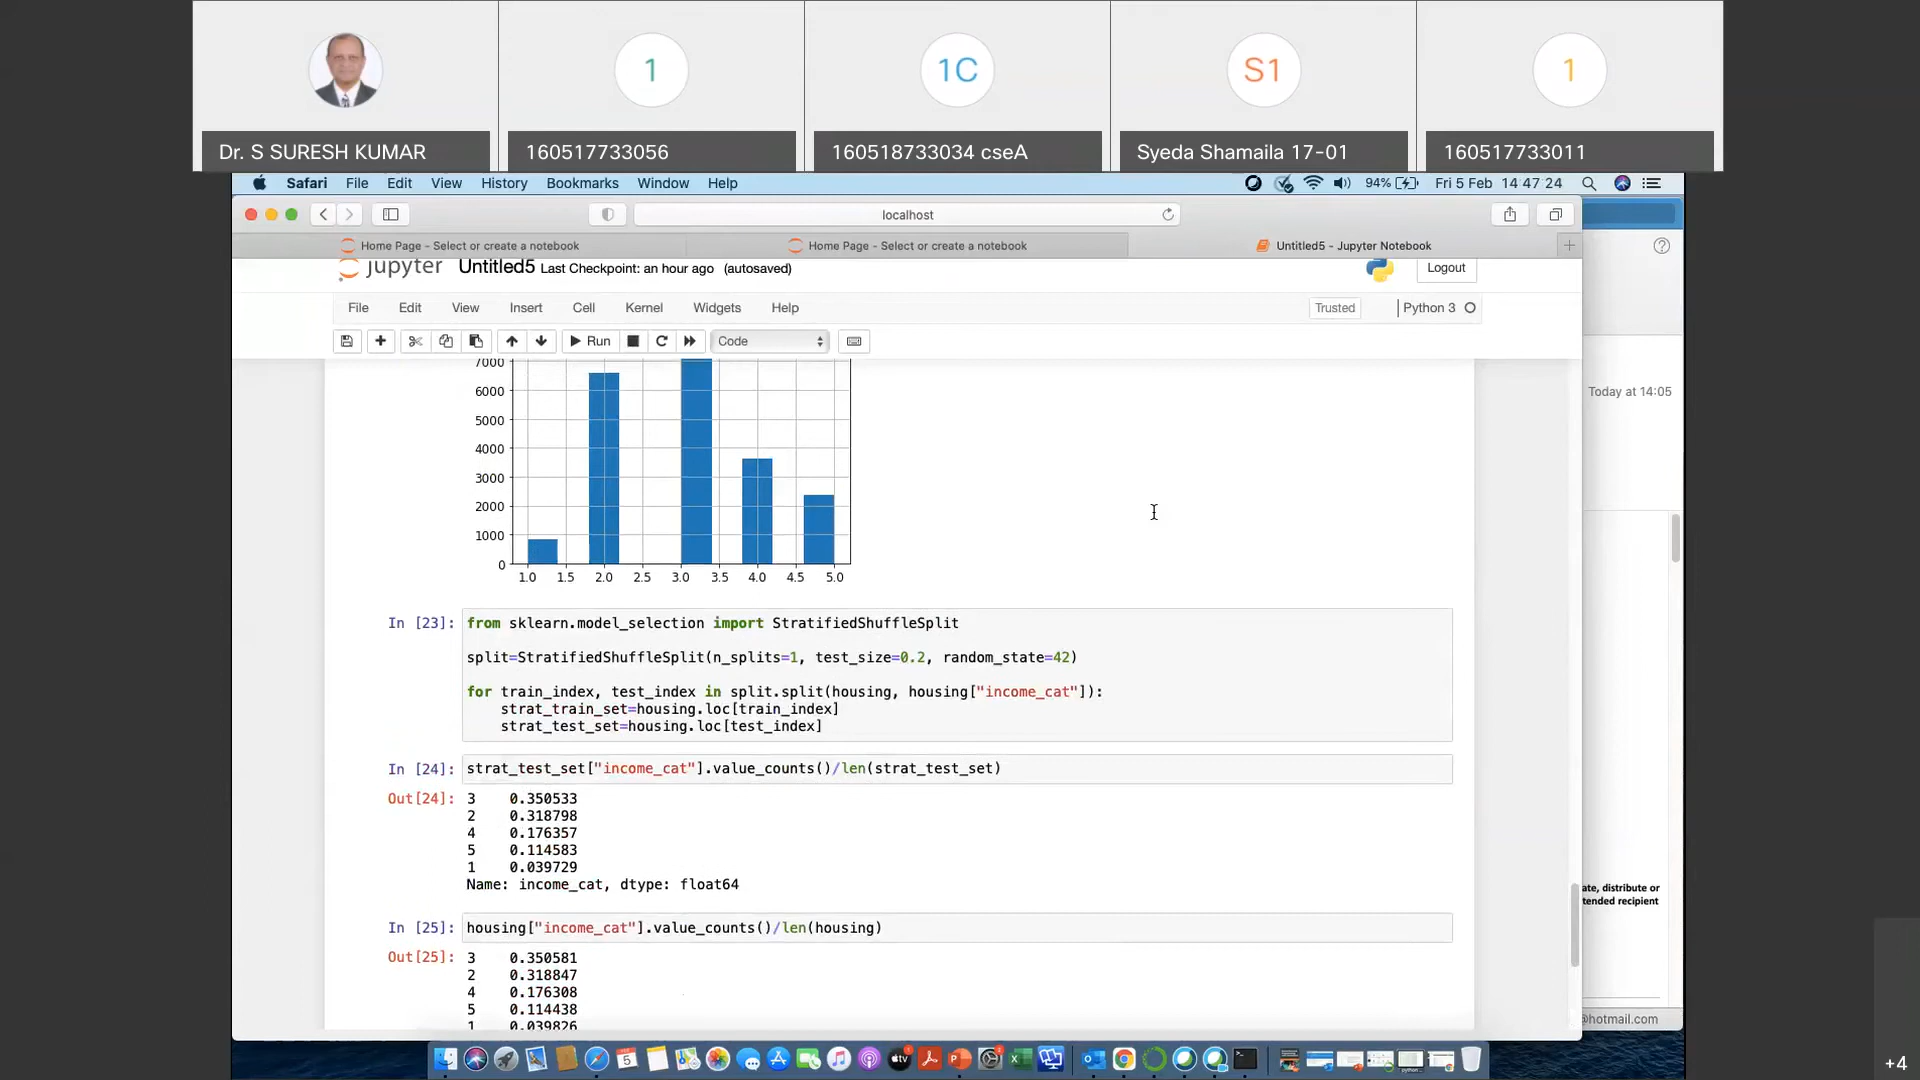 1
1C
S1
1
Dr. S SURESH KUMAR
160517733056
160518733034 cseA
Syeda Shamaila 17-01
160517733011
Safari File Edit View History Bookmarks Window Help
94% Fri 5 Feb 14 47 24
localhost
Home Page - Select or create a notebook
Home Page - Select or create a notebook
Untitled5 - Jupyter Notebook
jupyter Untitled5 Last Checkpoint: an hour ago (autosaved)
Logout
File Edit View Insert Cell Kernel Widgets Help
Trusted
Python 3
Run
Code
Today at 14:05
7000
6000
5000
4000
3000
2000
1000
0
1.0 1.5 2.0 2.5 3.0 3.5 4.0 4.5 5.0
In [23]: from sklearn.model_selection import StratifiedShuffleSplit
split=StratifiedShuffleSplit(n_splits=1, test_size=0.2, random_state=42)
for train_index, test_index in split.split(housing, housing["income_cat"]):
strat_train_set=housing.loc[train_index]
strat_test_set=housing.loc[test_index]
In [24]: strat_test_set["income_cat"].value_counts()/len(strat_test_set)
Out[24]: 3 0.350533
2 0.318798
4 0.176357
5 0.114583
1 0.039729
Name: income_cat, dtype: float64
In [25]: housing["income_cat"].value_counts()/len(housing)
Out[25]: 3 0.350581
2 0.318847
4 0.176308
5 0.114438
1 0.039826
ate, distribute or
tended recipient
@hotmail.com
+4